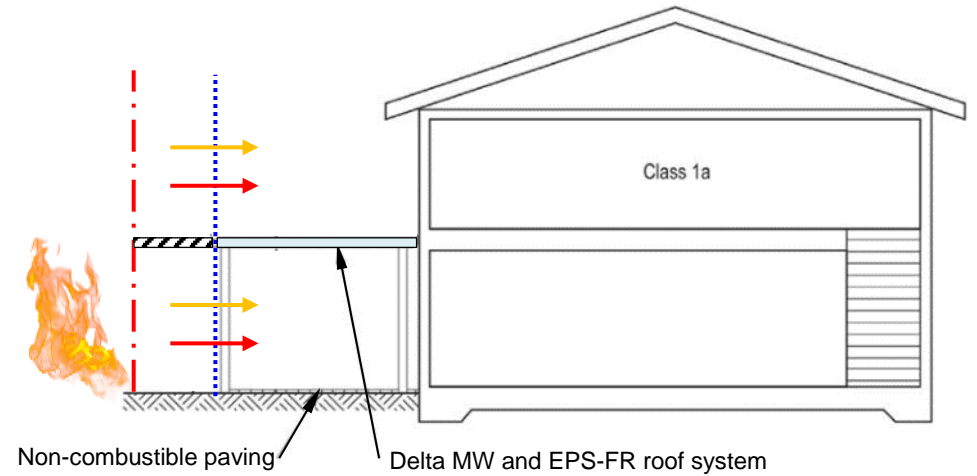 Class 1a
Non-combustible paving
Delta MW and EPS-FR roof system